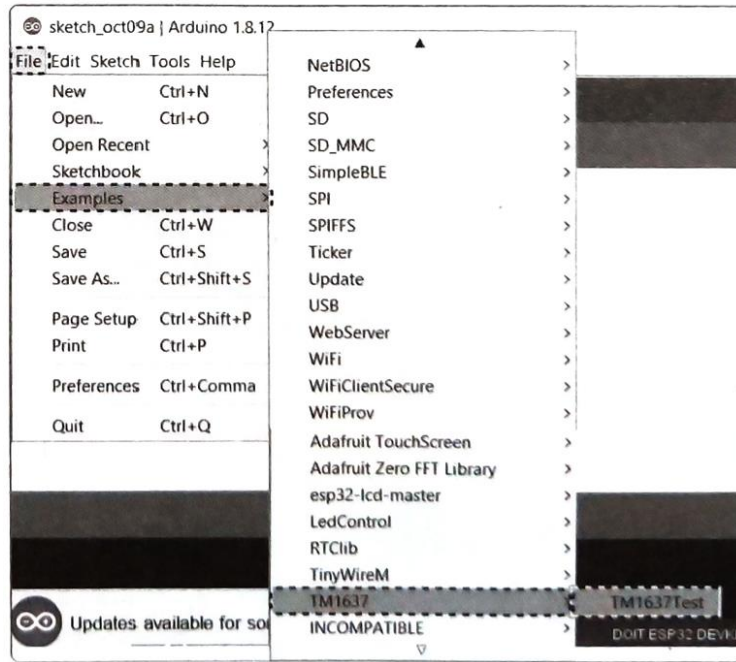 sketch_oct09a | Arduino 1.8.12
File Edit Sketch Tools Help
New Ctrl+N
Open... Ctrl+O
Open Recent >
Sketchbook >
Examples >
Close Ctrl+W
Save Ctrl+S
Save As... Ctrl+Shift+S
Page Setup Ctrl+Shift+P
Print Ctrl+P
Preferences Ctrl+Comma
Quit Ctrl+Q
NetBIOS >
Preferences >
SD >
SD_MMC >
SimpleBLE >
SPI >
SPIFFS >
Ticker >
Update >
USB >
WebServer >
WiFi >
WiFiClientSecure >
WiFiProv >
Adafruit TouchScreen >
Adafruit Zero FFT Library >
esp32-lcd-master >
LedControl >
RTClib >
TinyWireM >
TM1637 >
INCOMPATIBLE >
TM1637Test
Updates available for so
DOIT ESP32 DEVK